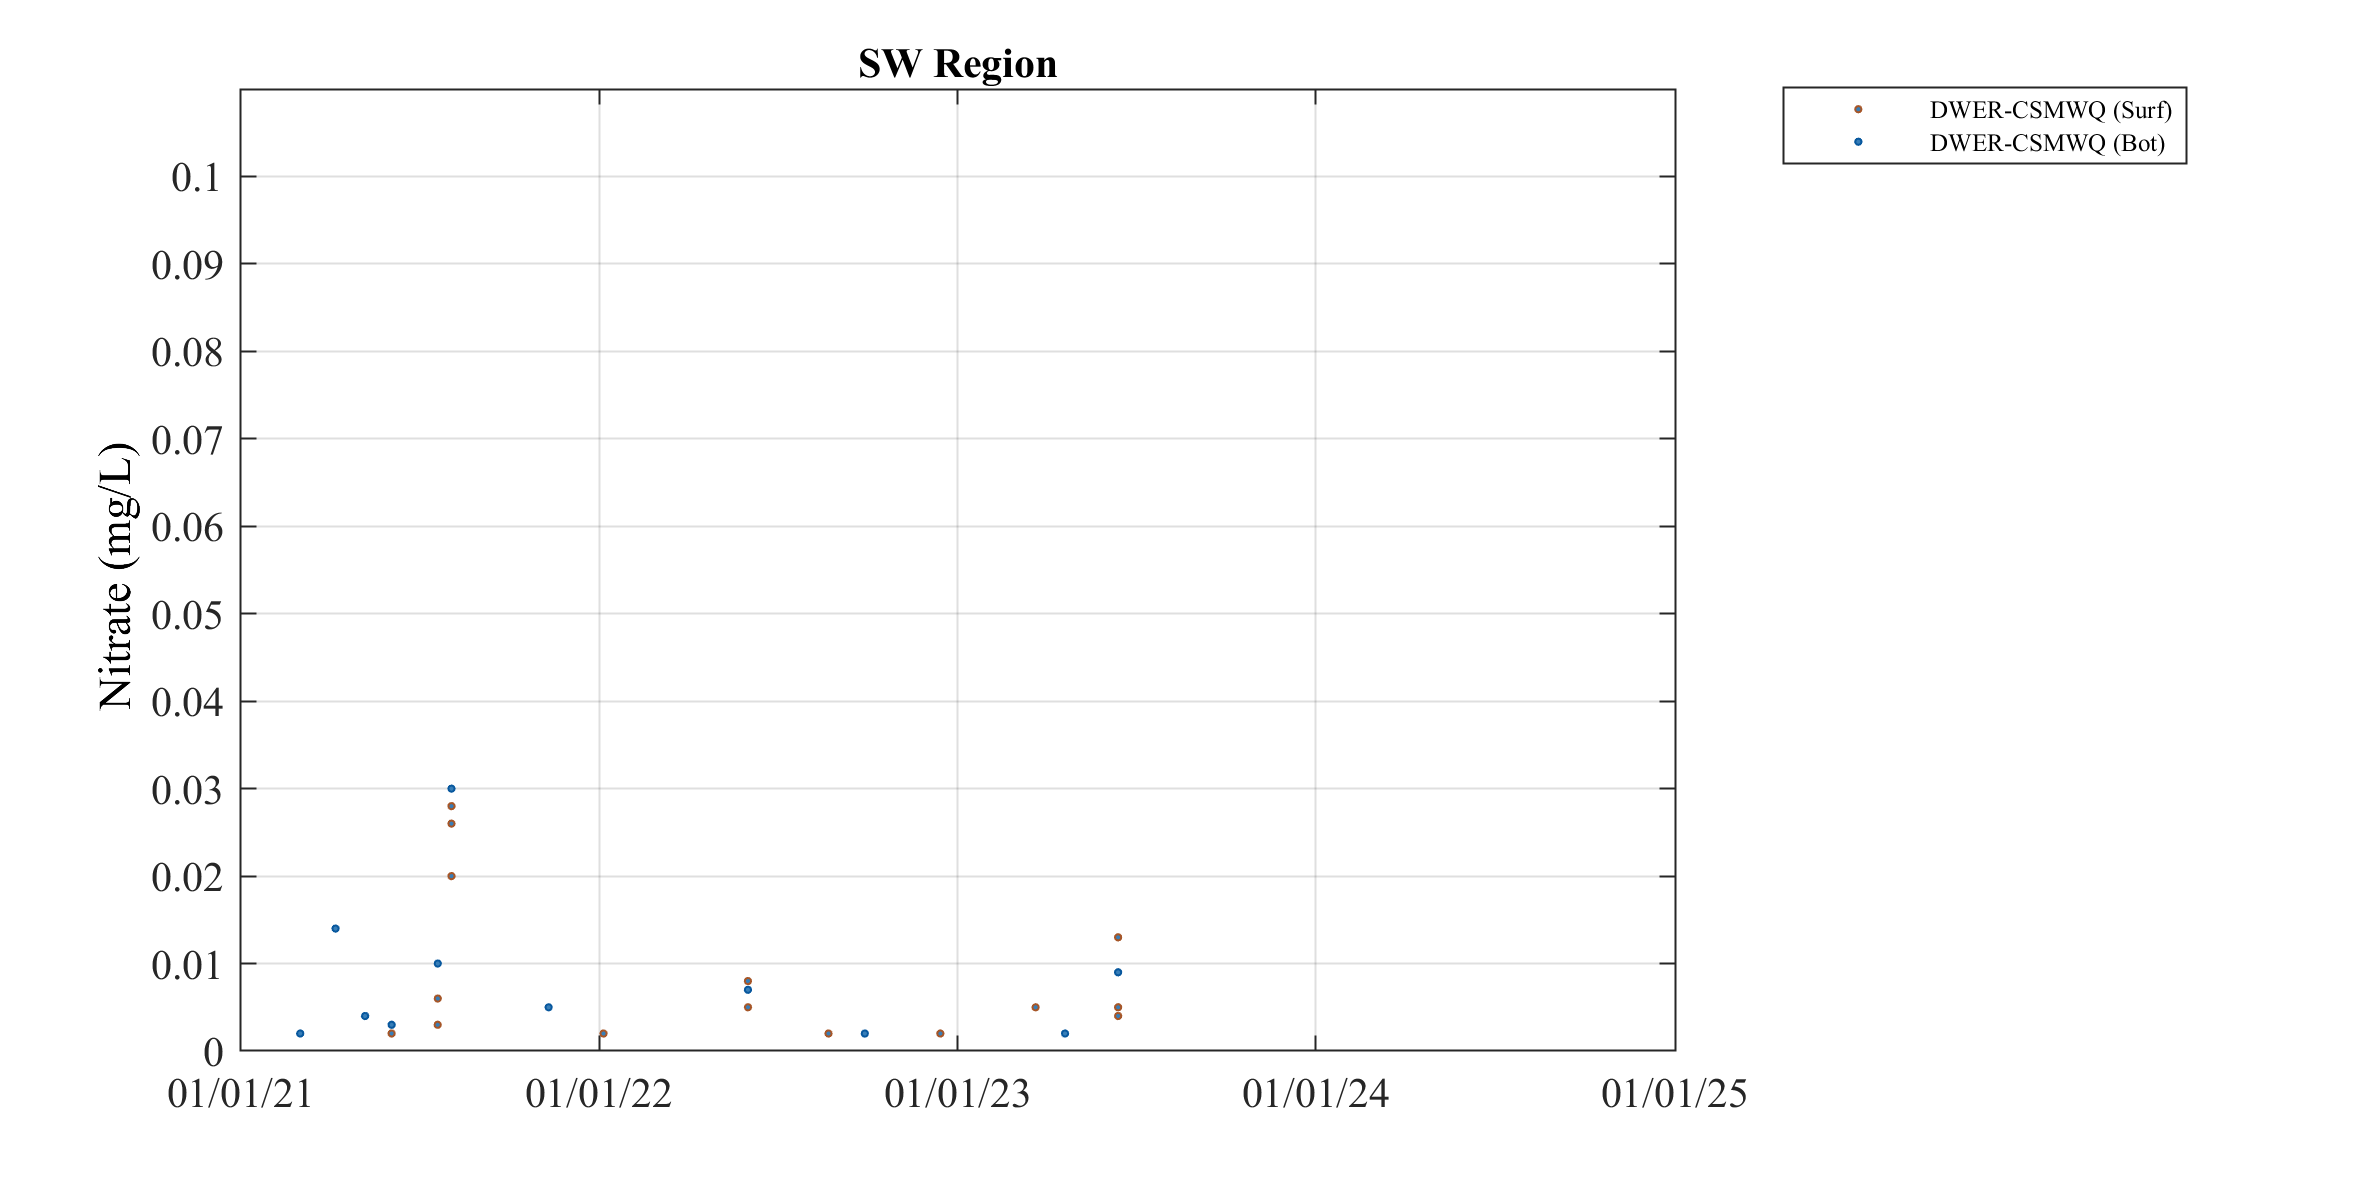 SW Region
DWER-CSMWQ (Surf)
DWER-CSMWQ (Bot)
Nitrate (mg/L)
0.1
0.09
0.08
0.07
0.06
0.05
0.04
0.03
0.02
0.01
0
01/01/21 01/01/22 01/01/23 01/01/24 01/01/25